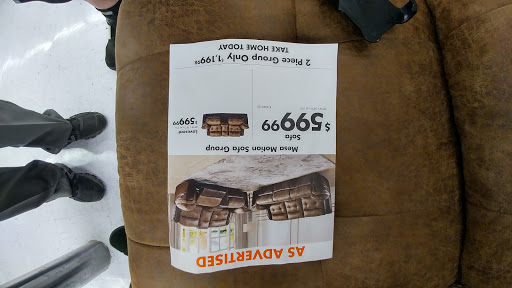 AS ADVERTISED
Mesa Motion Sofa Group
Sofa
$599.99
Loveseat
$599.99
2 Piece Group Only $1,199.98
TAKE HOME TODAY